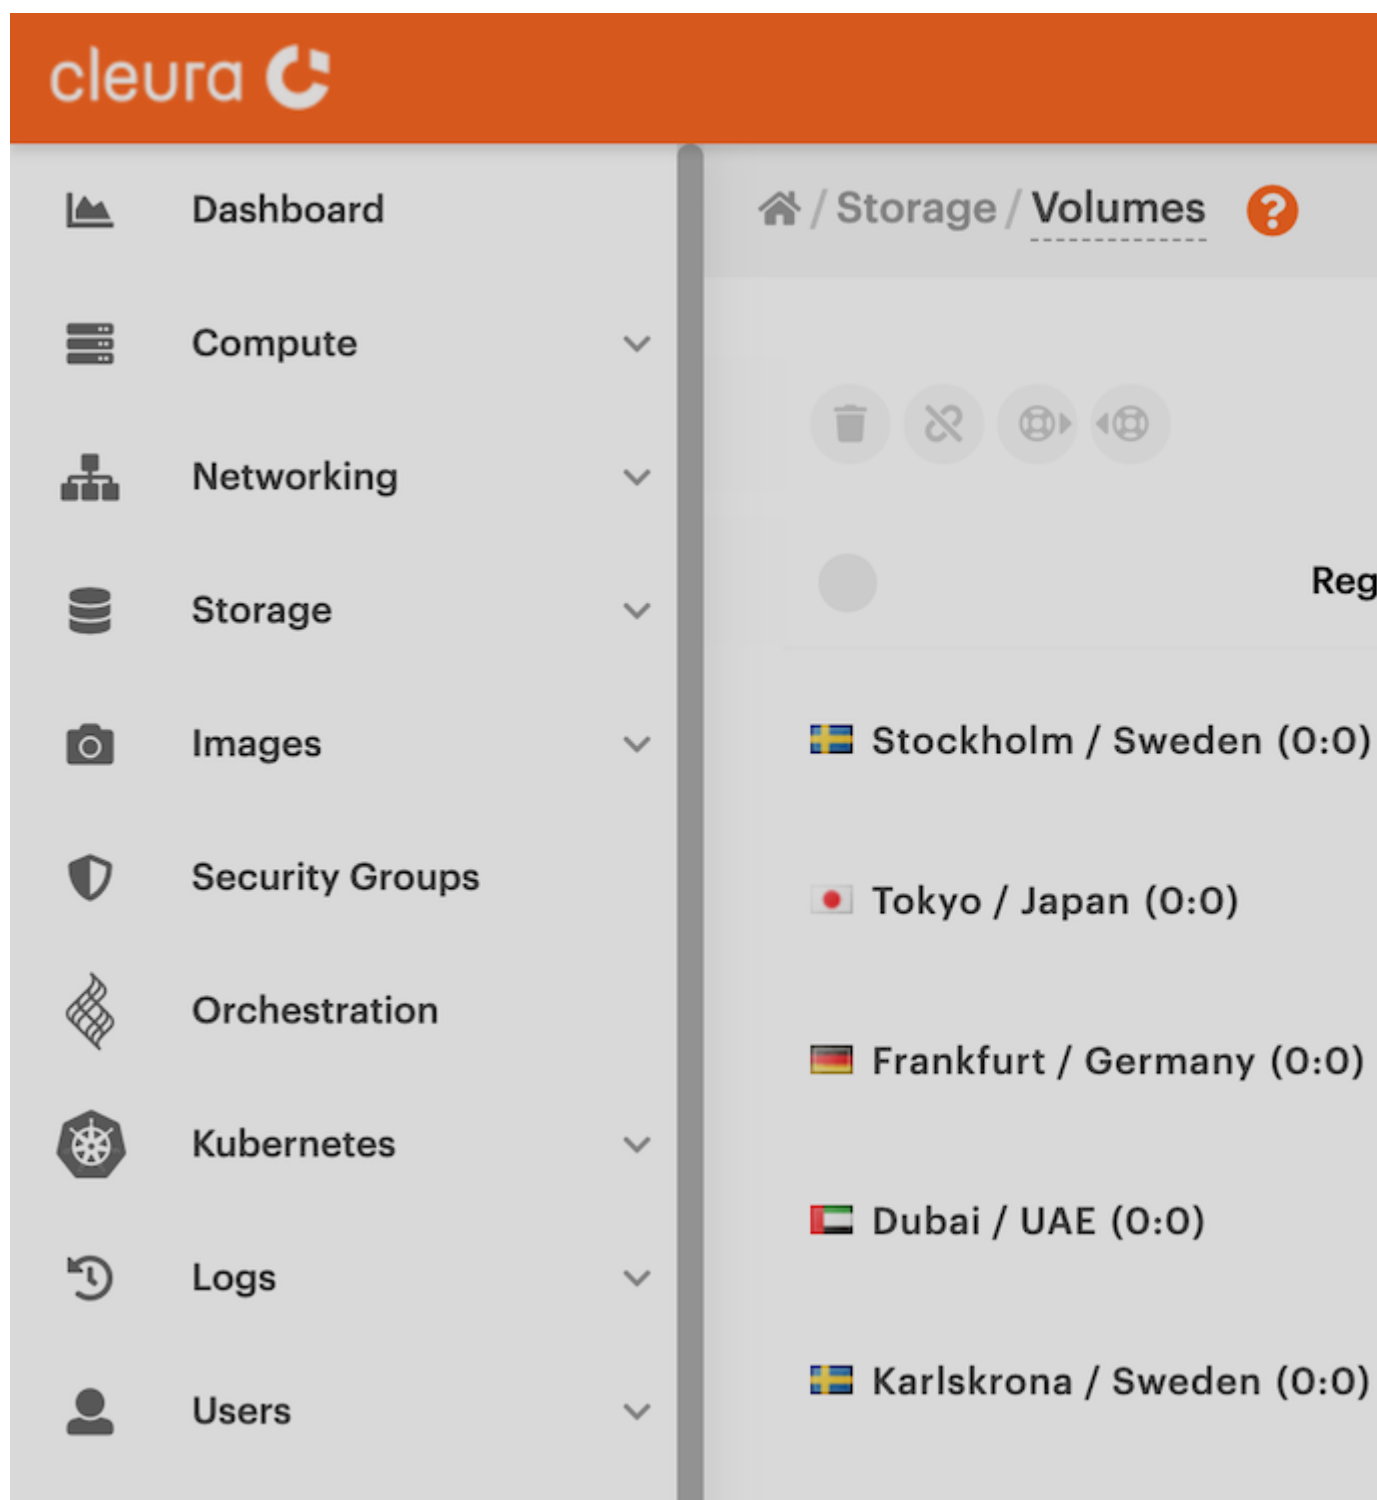 cleura
Dashboard
Compute
Networking
Storage
Images
Security Groups
Orchestration
Kubernetes
Logs
Users
/ Storage / Volumes ?
Reg
Stockholm / Sweden (0:0)
Tokyo / Japan (0:0)
Frankfurt / Germany (0:0)
Dubai / UAE (0:0)
Karlskrona / Sweden (0:0)